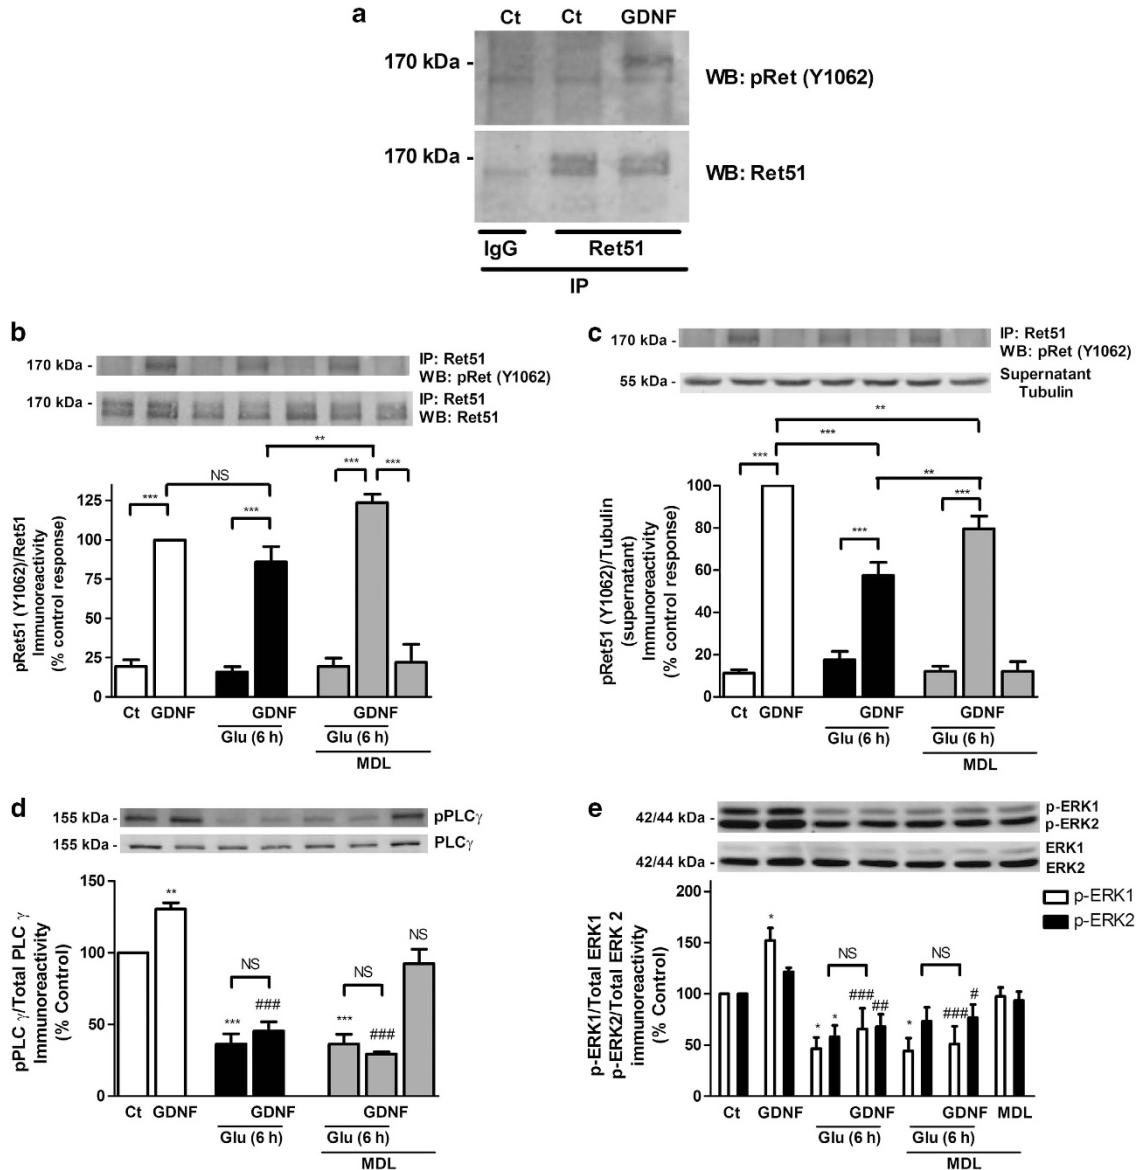 a
Ct Ct GDNF
170 kDa -
WB: pRet (Y1062)
170 kDa -
WB: Ret51
IgG Ret51
IP
b
170 kDa -
IP: Ret51
WB: pRet (Y1062)
170 kDa -
IP: Ret51
WB: Ret51
pRet51 (Y1062)/Ret51
Immunoreactivity
(% control response)
125
100
75
50
25
0
*** NS *** ** *** ***
Ct GDNF GDNF GDNF
Glu (6 h) Glu (6 h)
MDL
c
170 kDa -
IP: Ret51
WB: pRet (Y1062)
55 kDa -
Supernatant
Tubulin
pRet51 (Y1062)/Tubulin
(supernatant)
Immunoreactivity
(% control response)
100
80
60
40
20
0
**
***
*** **
*** ***
Ct GDNF GDNF GDNF
Glu (6 h) Glu (6 h)
MDL
d
155 kDa -
pPLCγ
155 kDa -
PLCγ
pPLC γ/Total PLC γ
Immunoreactivity
(% Control)
150
100
50
0
** NS
NS NS
*** ### *** ###
Ct GDNF GDNF GDNF
Glu (6 h) Glu (6 h)
MDL
e
42/44 kDa -
p-ERK1
p-ERK2
42/44 kDa -
ERK1
ERK2
p-ERK1/Total ERK1
p-ERK2/Total ERK 2
immunoreactivity
(% Control)
200
150
100
50
0
p-ERK1
p-ERK2
*
NS NS
* * ### ## * ### #
Ct GDNF GDNF GDNF MDL
Glu (6 h) Glu (6 h)
MDL